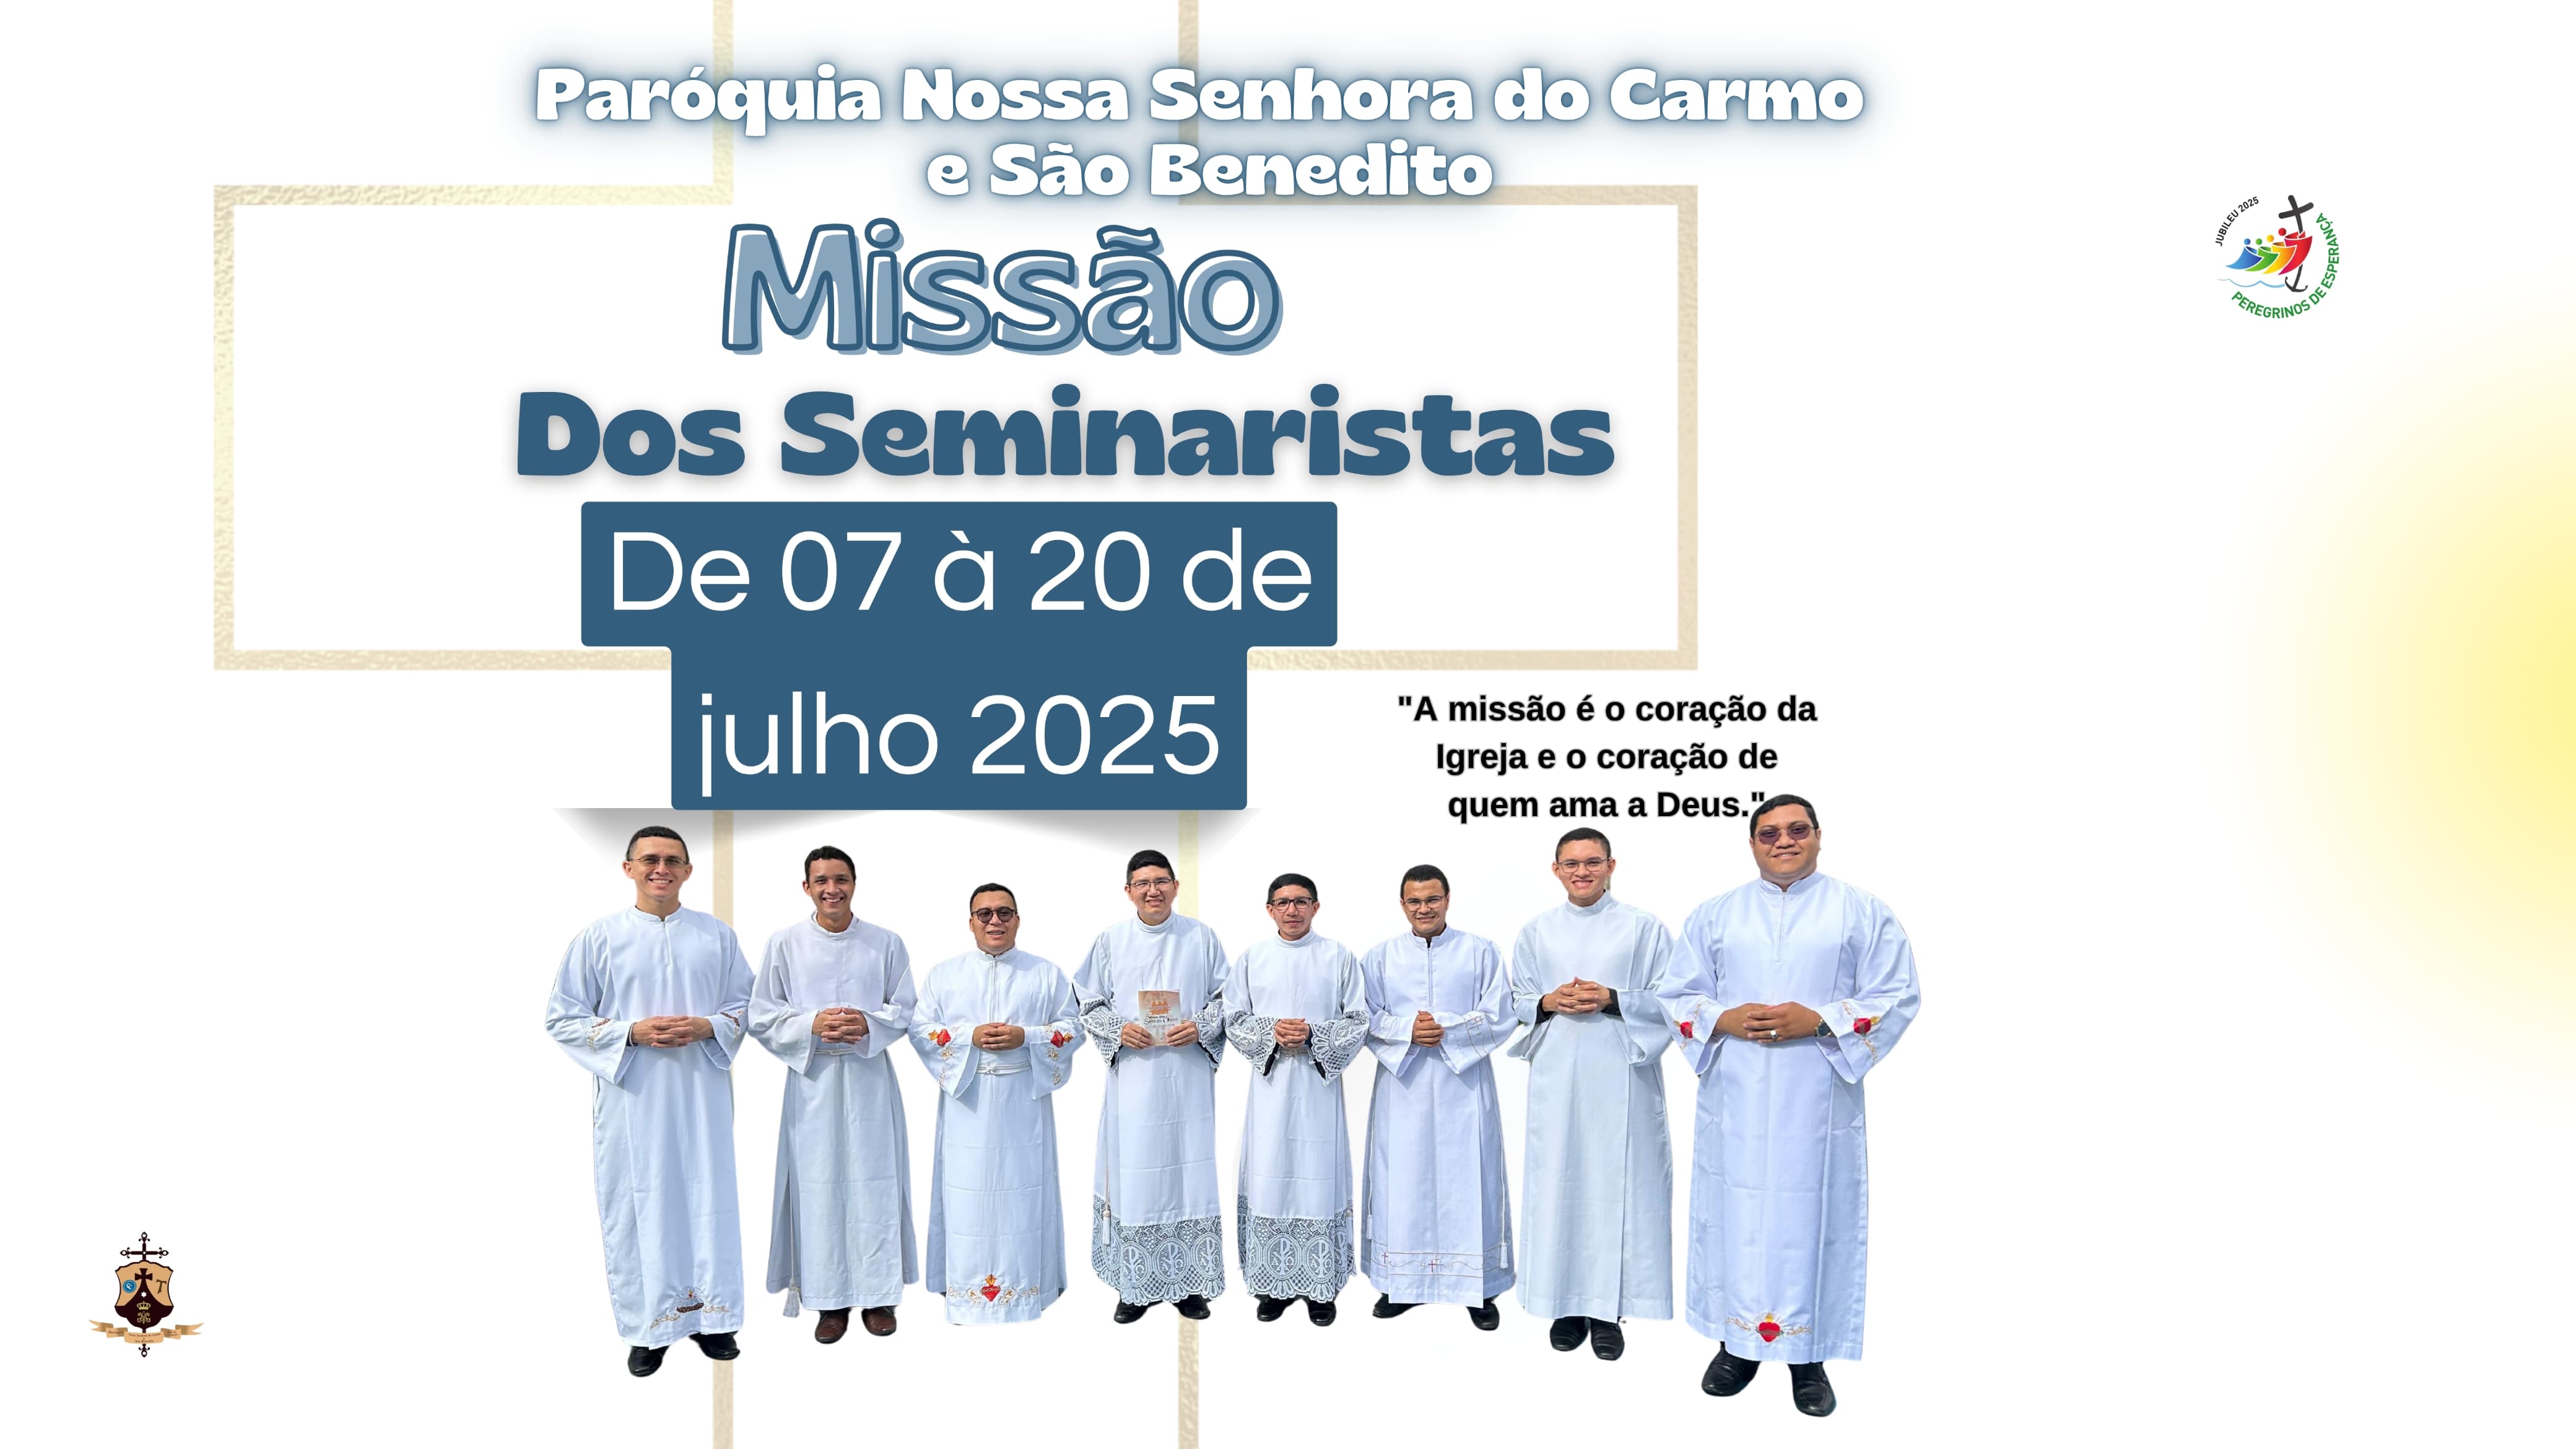 Paróquia Nossa Senhora do Carmo
e São Benedito
JUBILEU 2025
PEREGRINOS DE ESPERANÇA
Missão
Dos Seminaristas
De 07 à 20 de
julho 2025
"A missão é o coração da
Igreja e o coração de
quem ama a Deus."
T